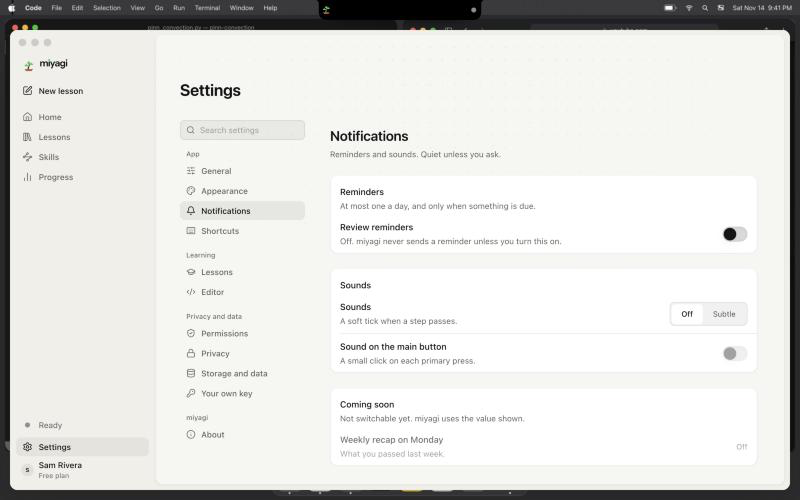 Code File Edit Selection View Go Run Terminal Window Help
Sat Nov 14 9:41 PM
pinn_convection.py — pinn-convection
miyagi
New lesson
Home
Lessons
Skills
Progress
Ready
Settings
S
Sam Rivera
Free plan
Settings
Search settings
App
General
Appearance
Notifications
Shortcuts
Learning
Lessons
Editor
Privacy and data
Permissions
Privacy
Storage and data
Your own key
miyagi
About
Notifications
Reminders and sounds. Quiet unless you ask.
Reminders
At most one a day, and only when something is due.
Review reminders
Off. miyagi never sends a reminder unless you turn this on.
Sounds
Sounds
A soft tick when a step passes.
Off
Subtle
Sound on the main button
A small click on each primary press.
Coming soon
Not switchable yet. miyagi uses the value shown.
Weekly recap on Monday
What you passed last week.
Off